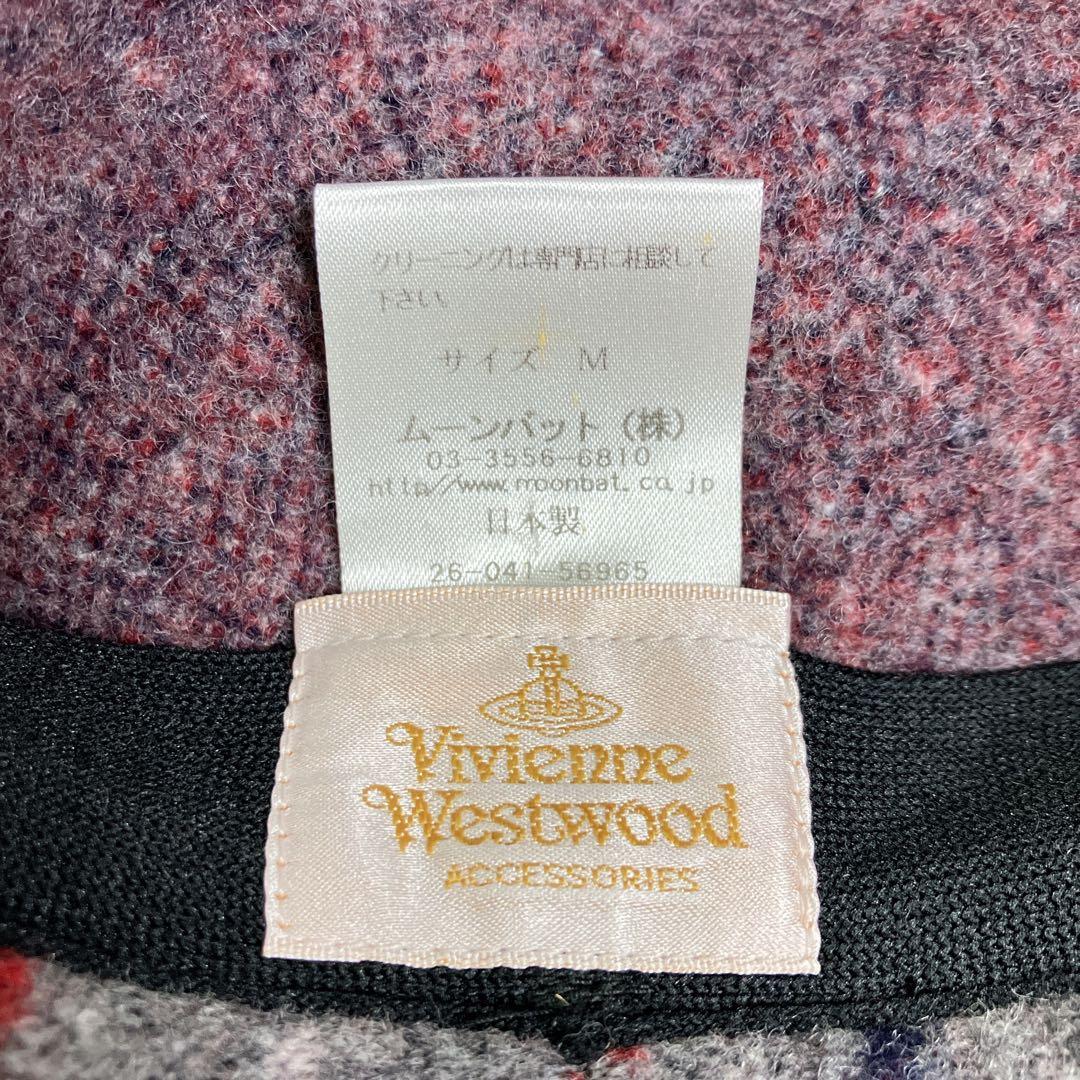 クリーニングは専門店に相談して
下さい
サイズ M
ムーンバット（株）
03-3556-6810
http//www.moonbat.co.jp
日本製
26-041-56965
Vivienne
Westwood
ACCESSORIES